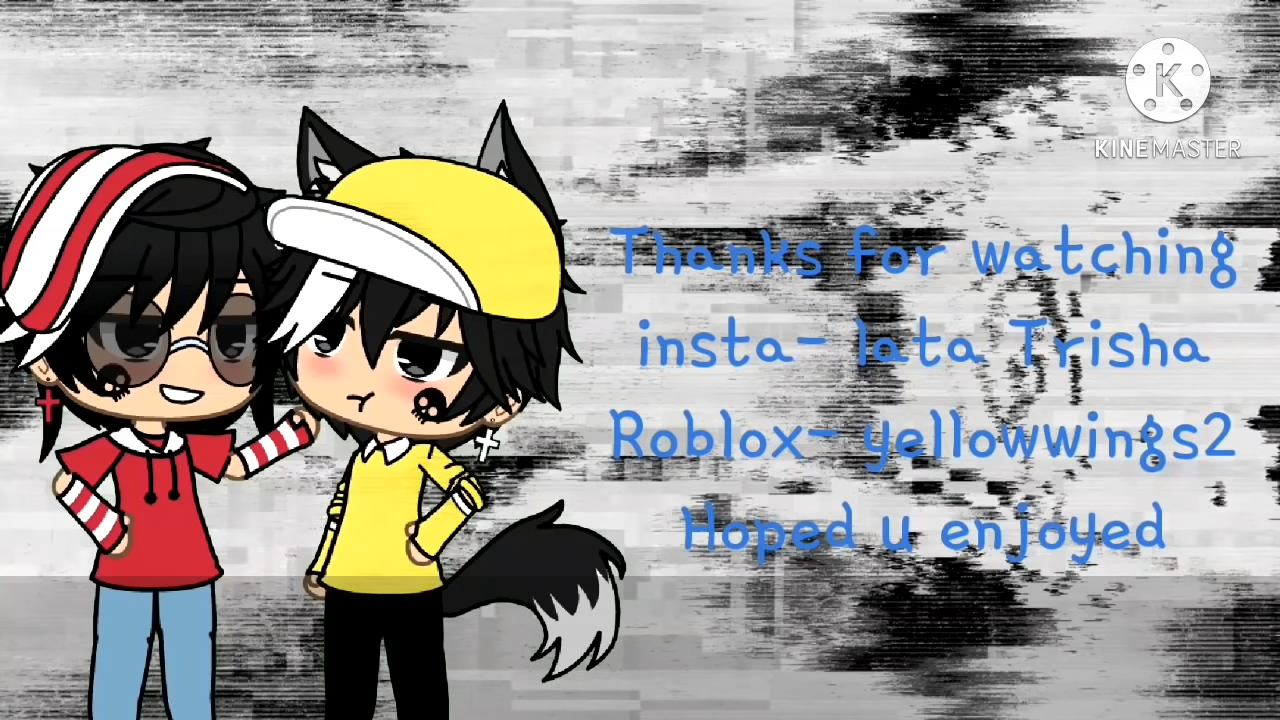 K
KINEMASTER
Thanks for watching
insta- lata Trisha
Roblox- yellowwings2
Hoped u enjoyed